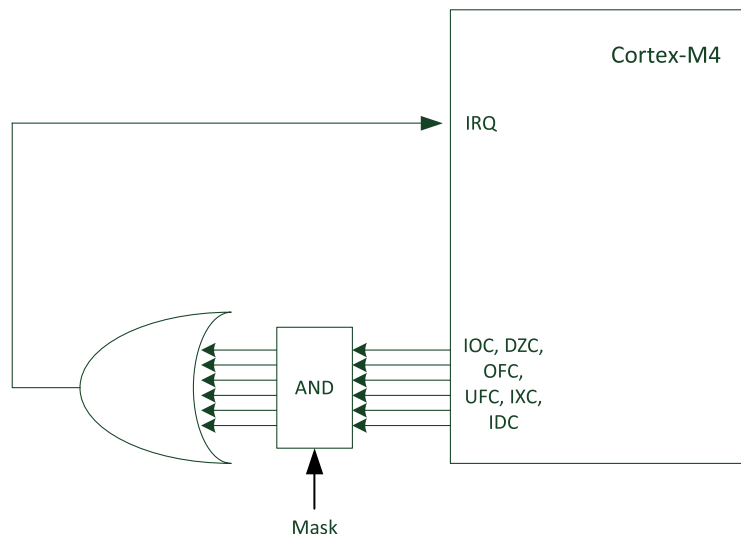 Cortex-M4
IRQ
IOC, DZC,
OFC,
UFC, IXC,
IDC
AND
Mask